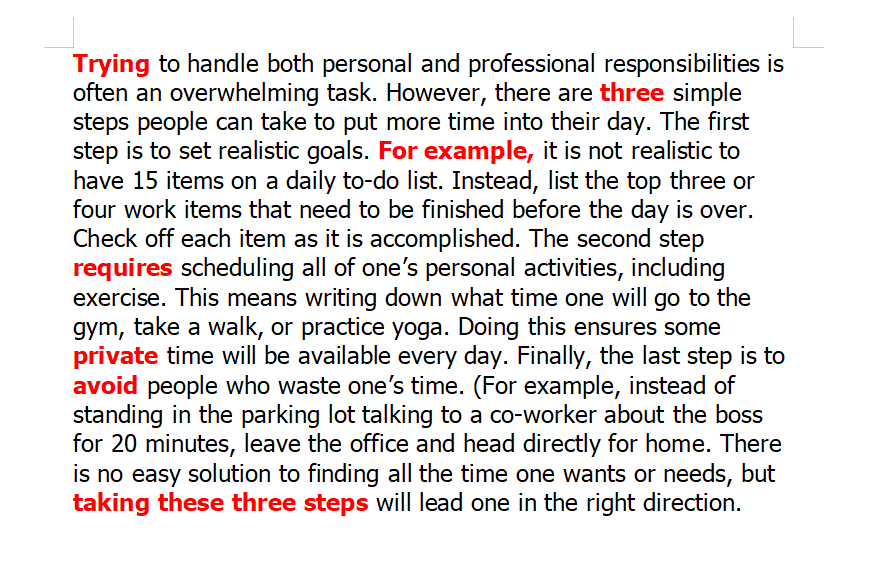 Trying to handle both personal and professional responsibilities is
often an overwhelming task. However, there are three simple
steps people can take to put more time into their day. The first
step is to set realistic goals. For example, it is not realistic to
have 15 items on a daily to-do list. Instead, list the top three or
four work items that need to be finished before the day is over.
Check off each item as it is accomplished. The second step
requires scheduling all of one’s personal activities, including
exercise. This means writing down what time one will go to the
gym, take a walk, or practice yoga. Doing this ensures some
private time will be available every day. Finally, the last step is to
avoid people who waste one’s time. (For example, instead of
standing in the parking lot talking to a co-worker about the boss
for 20 minutes, leave the office and head directly for home. There
is no easy solution to finding all the time one wants or needs, but
taking these three steps will lead one in the right direction.